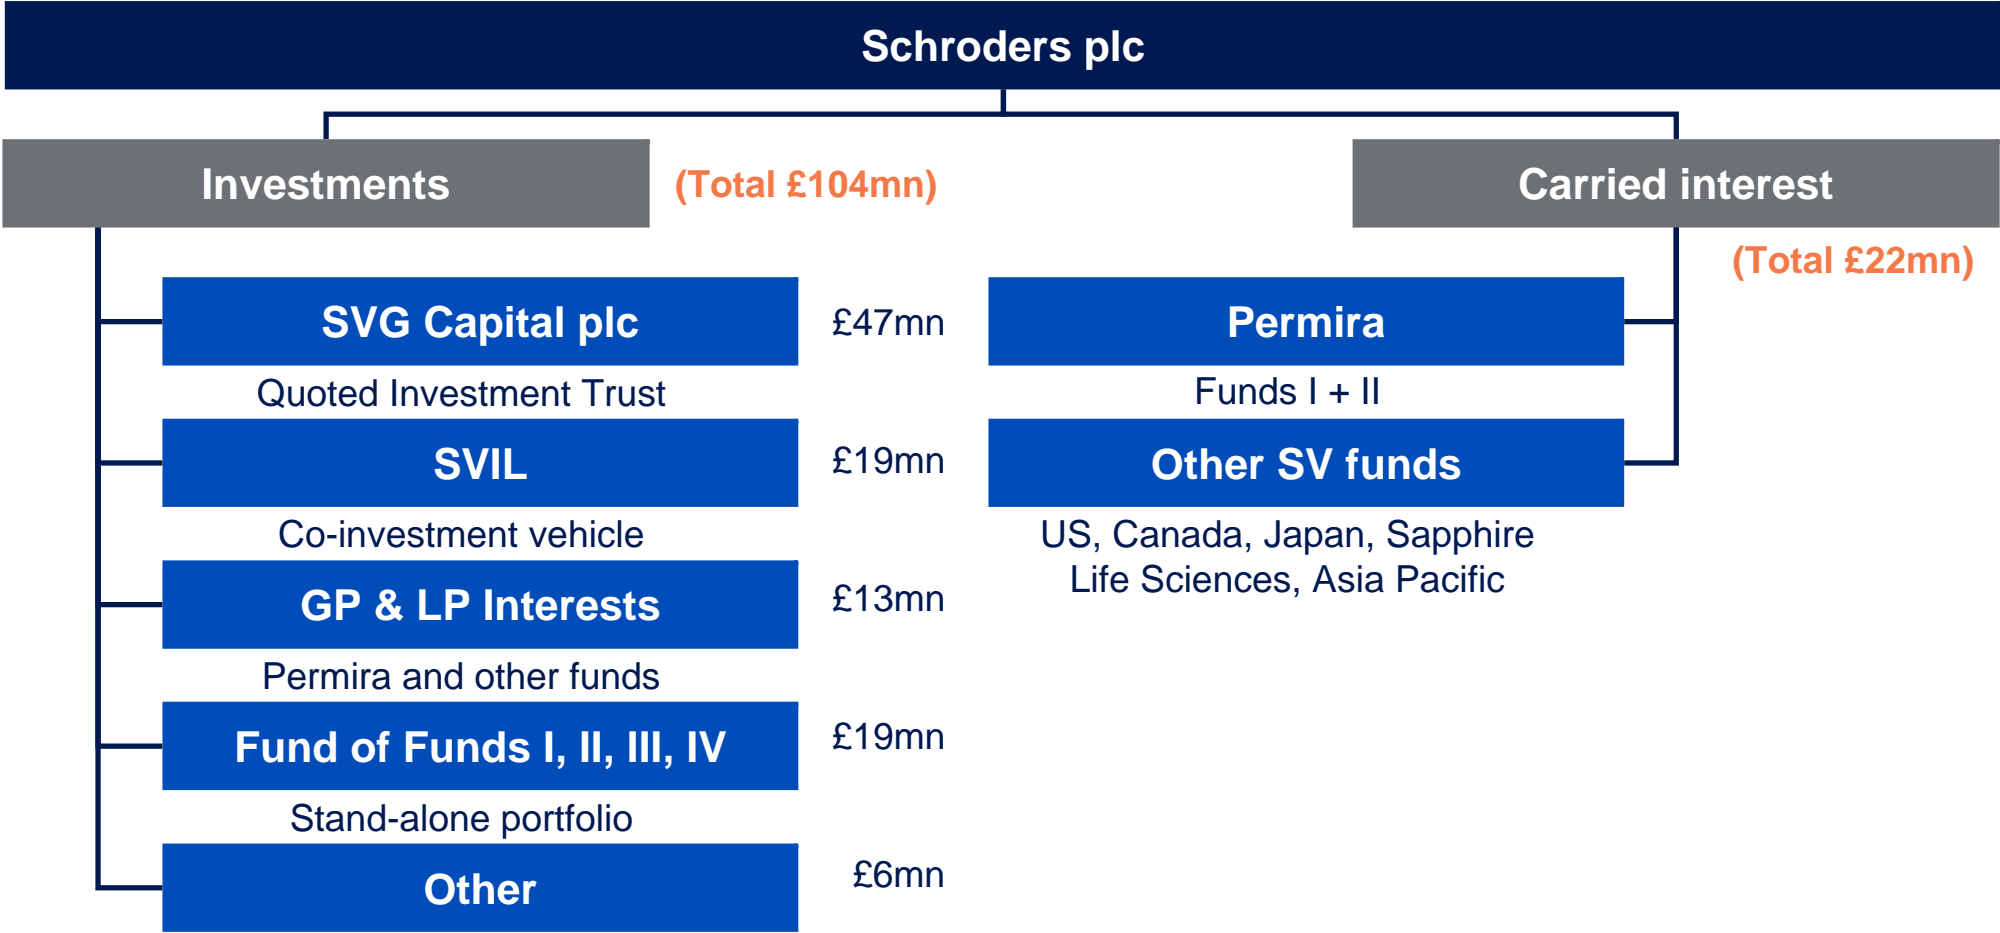 Schroders plc
Investments
(Total £104mn)
Carried interest
(Total £22mn)
SVG Capital plc
£47mn
Quoted Investment Trust
SVIL
£19mn
Co-investment vehicle
GP & LP Interests
£13mn
Permira and other funds
Fund of Funds I, II, III, IV
£19mn
Stand-alone portfolio
Other
£6mn
Permira
Funds I + II
Other SV funds
US, Canada, Japan, Sapphire
Life Sciences, Asia Pacific